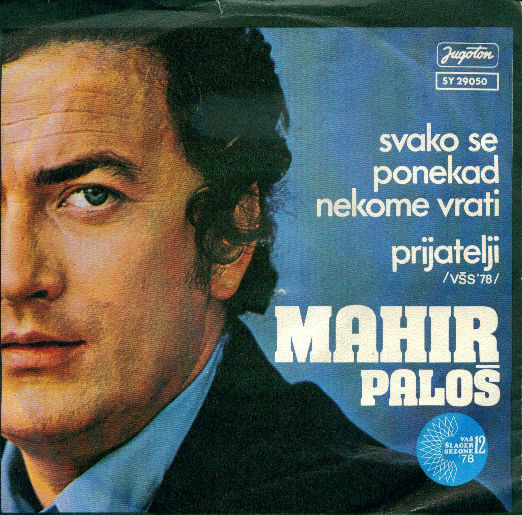 Jugoton
SY 29050
svako se
ponekad
nekome vrati
prijatelji
/VŠS'78/
MAHIR
PALOŠ
VAŠ
ŠLAGER
SEZONE
'78
12